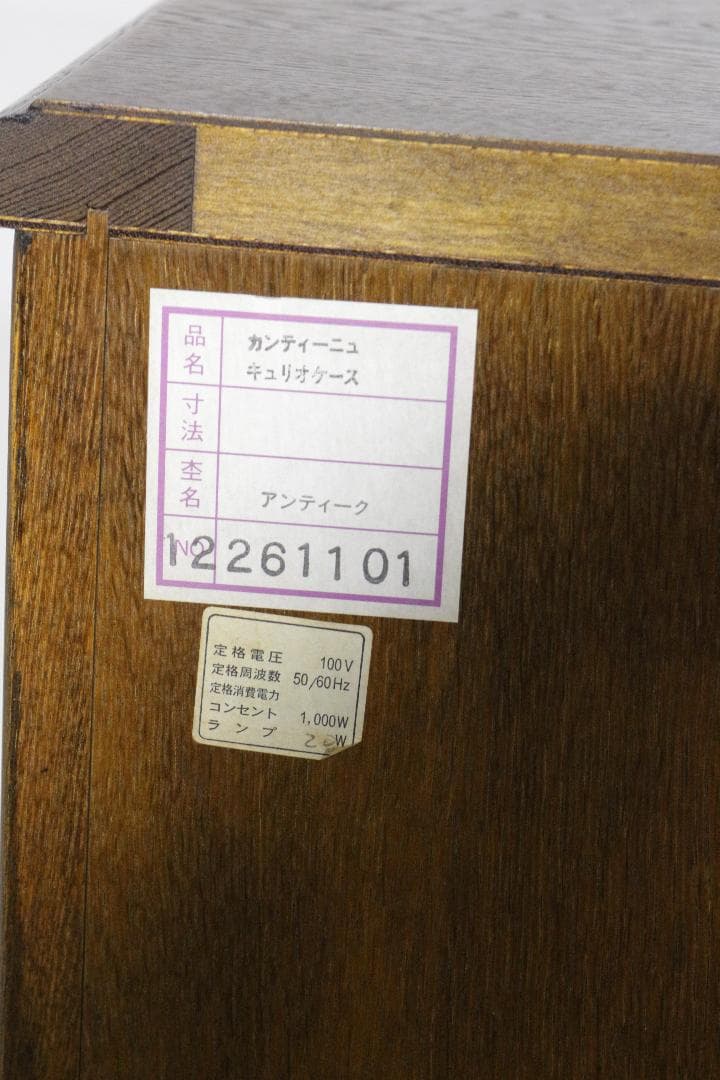 品名 カンティーニュ
キュリオケース
寸法
杢名 アンティーク
NO. 12261101
定格電圧 100V
定格周波数 50/60Hz
定格消費電力
コンセント 1,000W
ランプ W